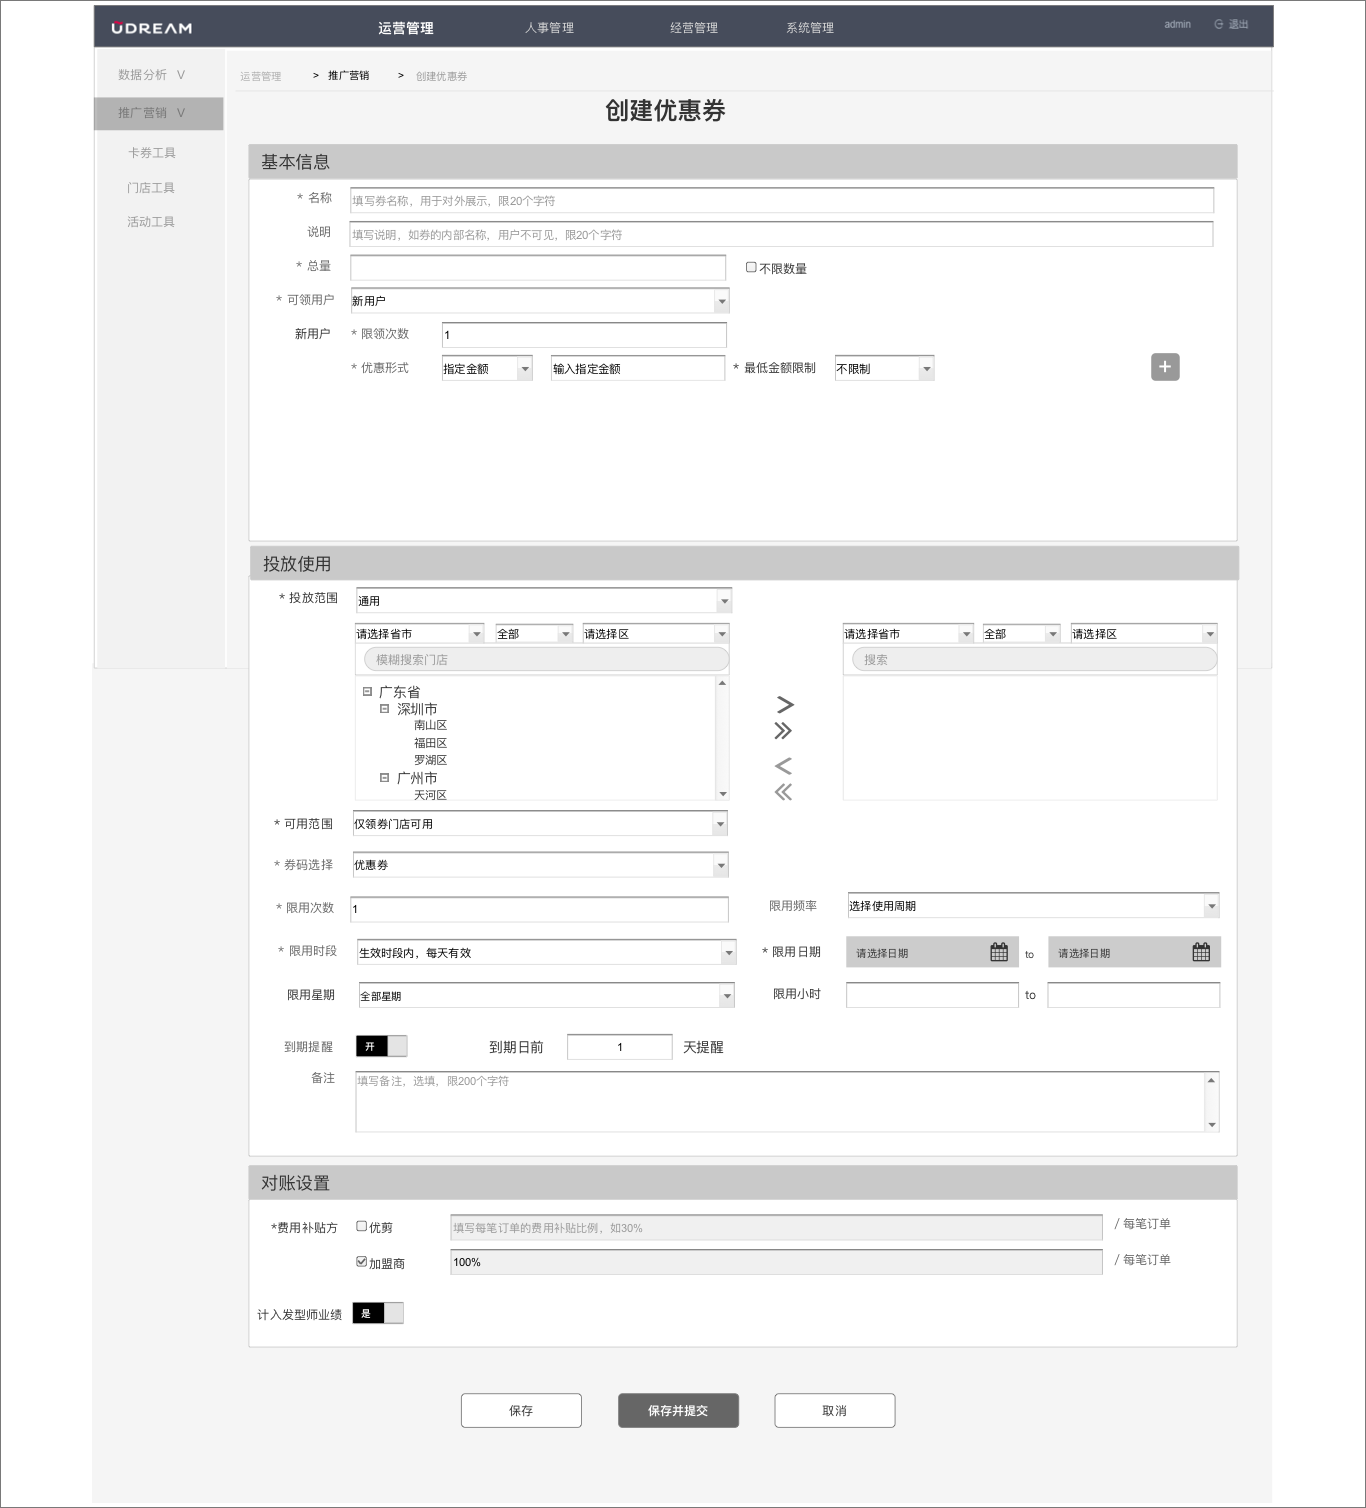 UDREAM 运营管理 人事管理 经营管理 系统管理 admin 退出
数据分析 V
推广营销 V
卡券工具
门店工具
活动工具
运营管理 > 推广营销 > 创建优惠券
创建优惠券
基本信息
* 名称 填写券名称，用于对外展示，限20个字符
说明 填写说明，如券的内部名称，用户不可见，限20个字符
* 总量 不限数量
* 可领用户 新用户
新用户 * 限领次数 1
* 优惠形式 指定金额 输入指定金额 * 最低金额限制 不限制 +
投放使用
* 投放范围 通用
请选择省市 全部 请选择区 请选择省市 全部 请选择区
模糊搜索门店 搜索
广东省
深圳市
南山区
福田区
罗湖区
广州市
天河区
* 可用范围 仅领券门店可用
* 券码选择 优惠券
* 限用次数 1 限用频率 选择使用周期
* 限用时段 生效时段内，每天有效 * 限用日期 请选择日期 to 请选择日期
限用星期 全部星期 限用小时 to
到期提醒 开 到期日前 1 天提醒
备注 填写备注，选填，限200个字符
对账设置
*费用补贴方 优剪 填写每笔订单的费用补贴比例，如30% / 每笔订单
加盟商 100% / 每笔订单
计入发型师业绩 是
保存 保存并提交 取消